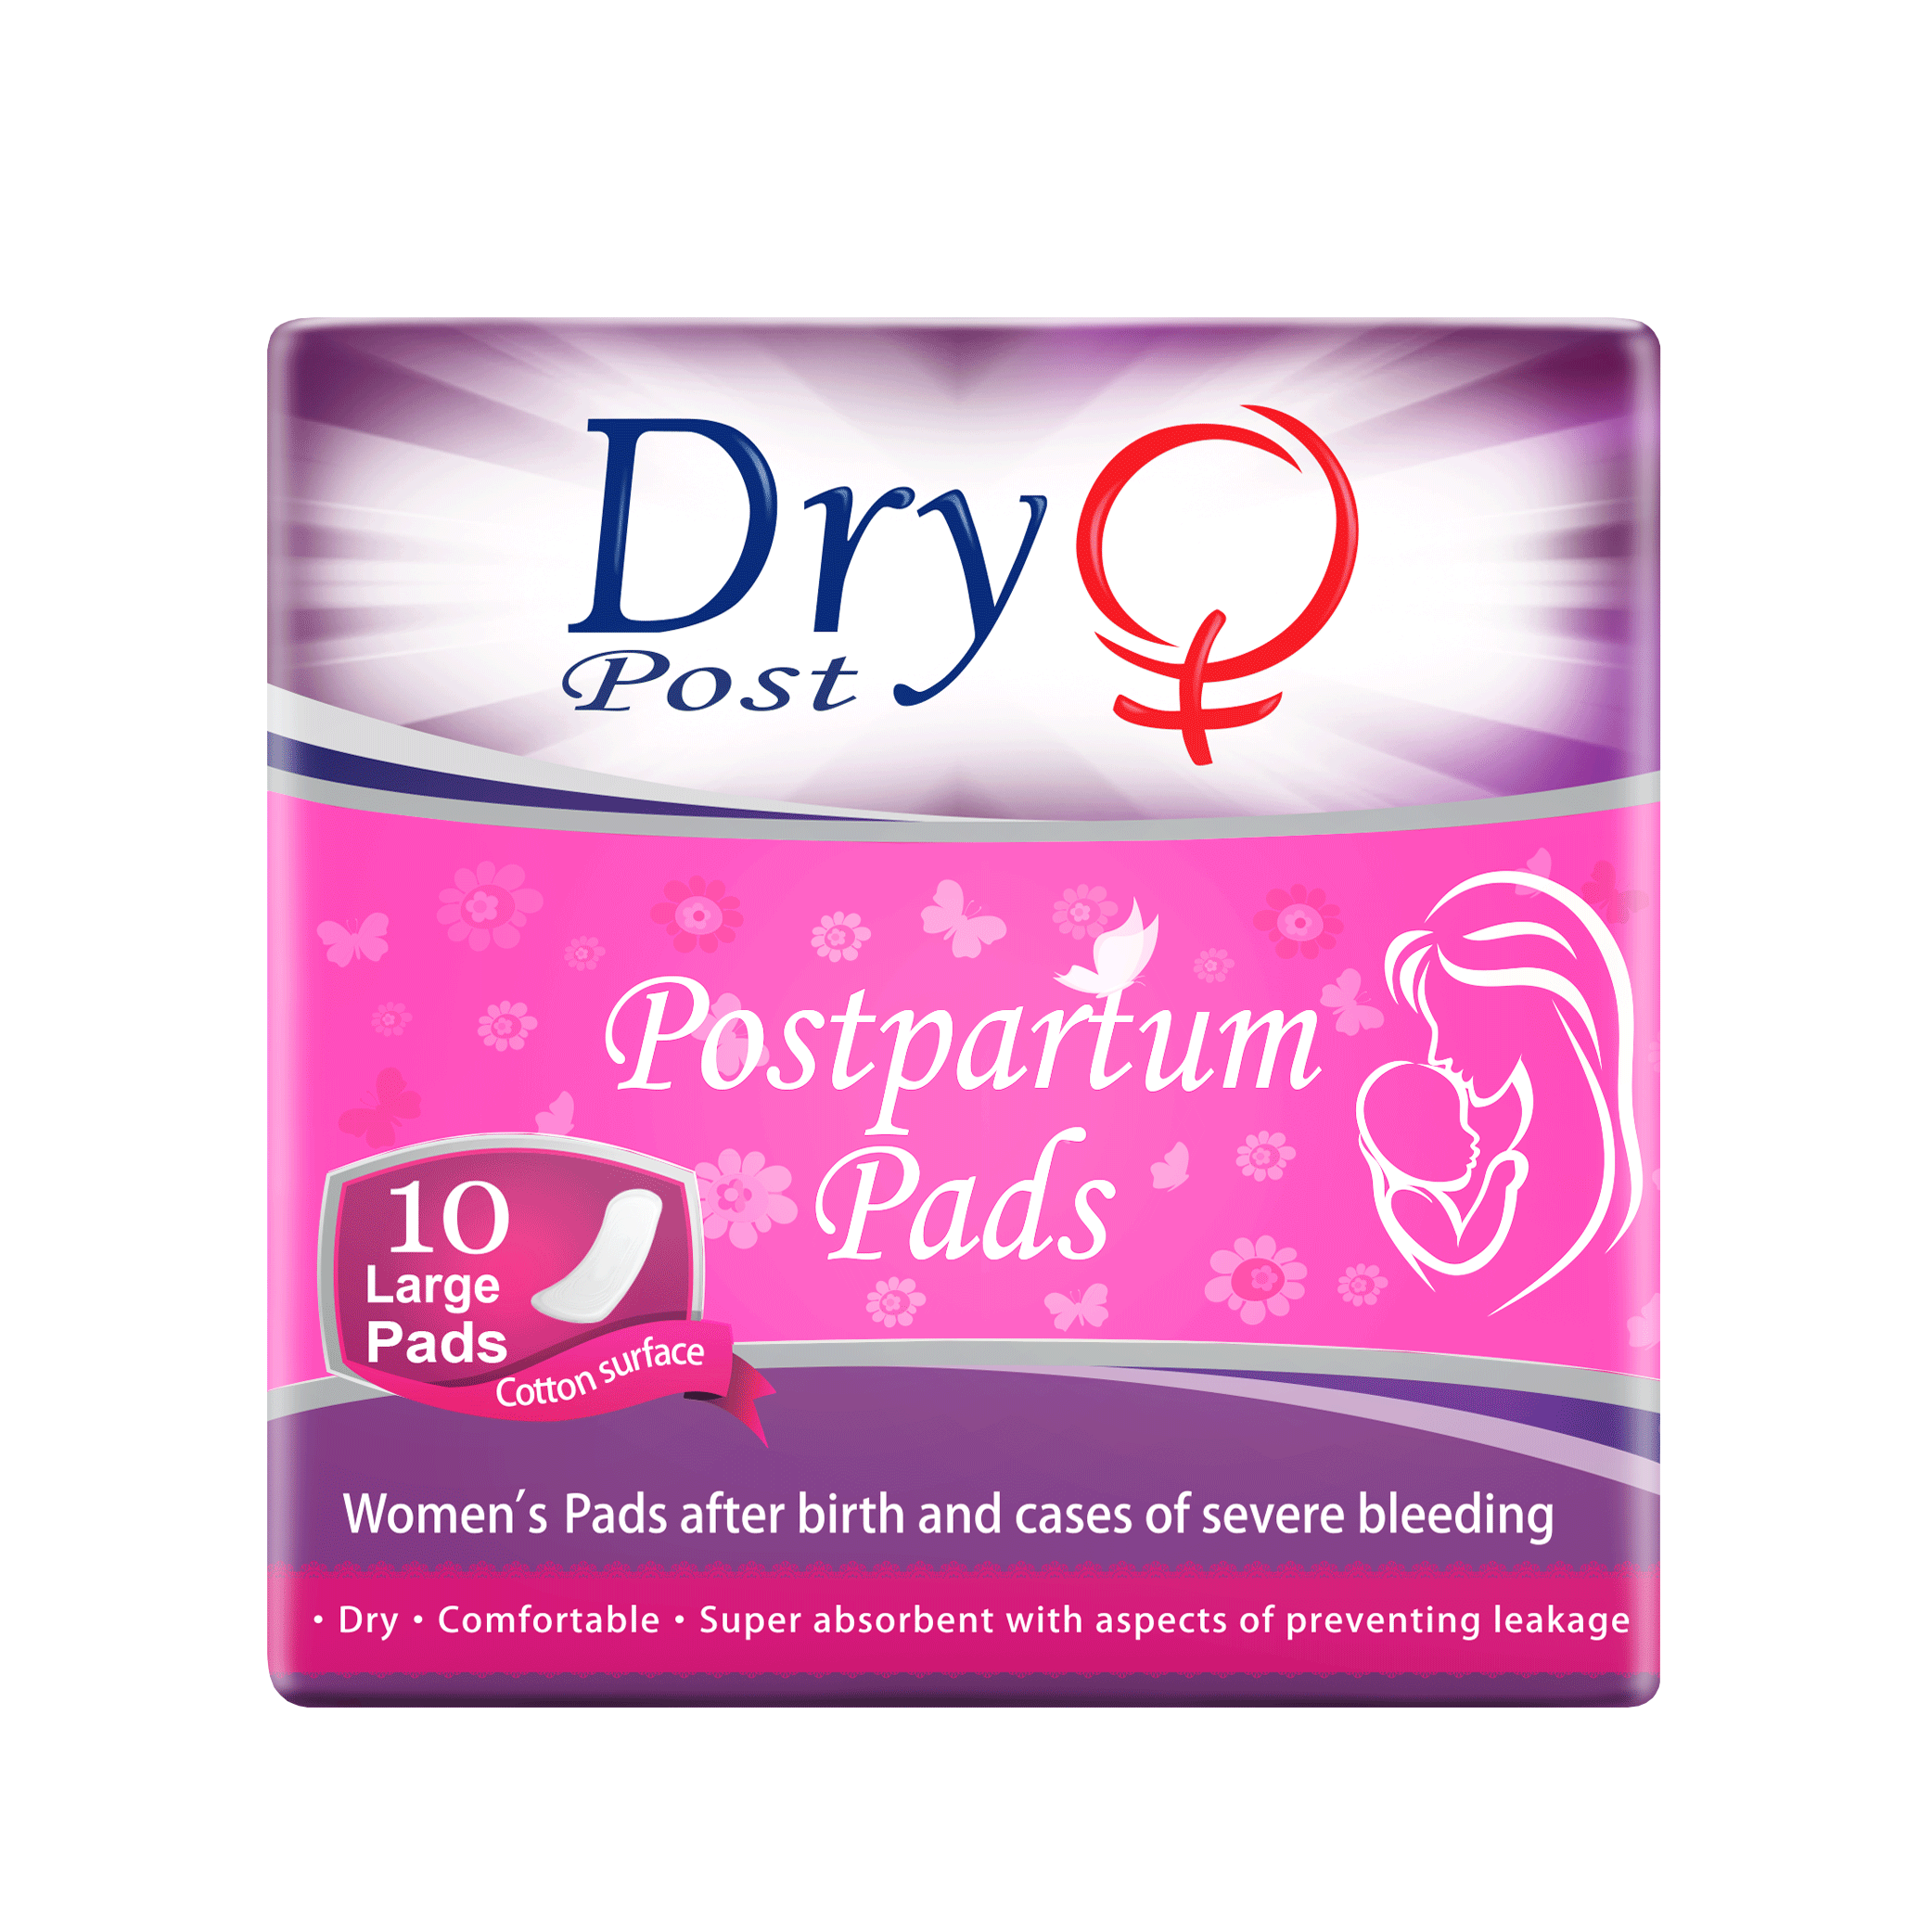 Dry
Post
Postpartum
Pads
10
Large
Pads
Cotton surface
Women´s Pads after birth and cases of severe bleeding
• Dry • Comfortable • Super absorbent with aspects of preventing leakage